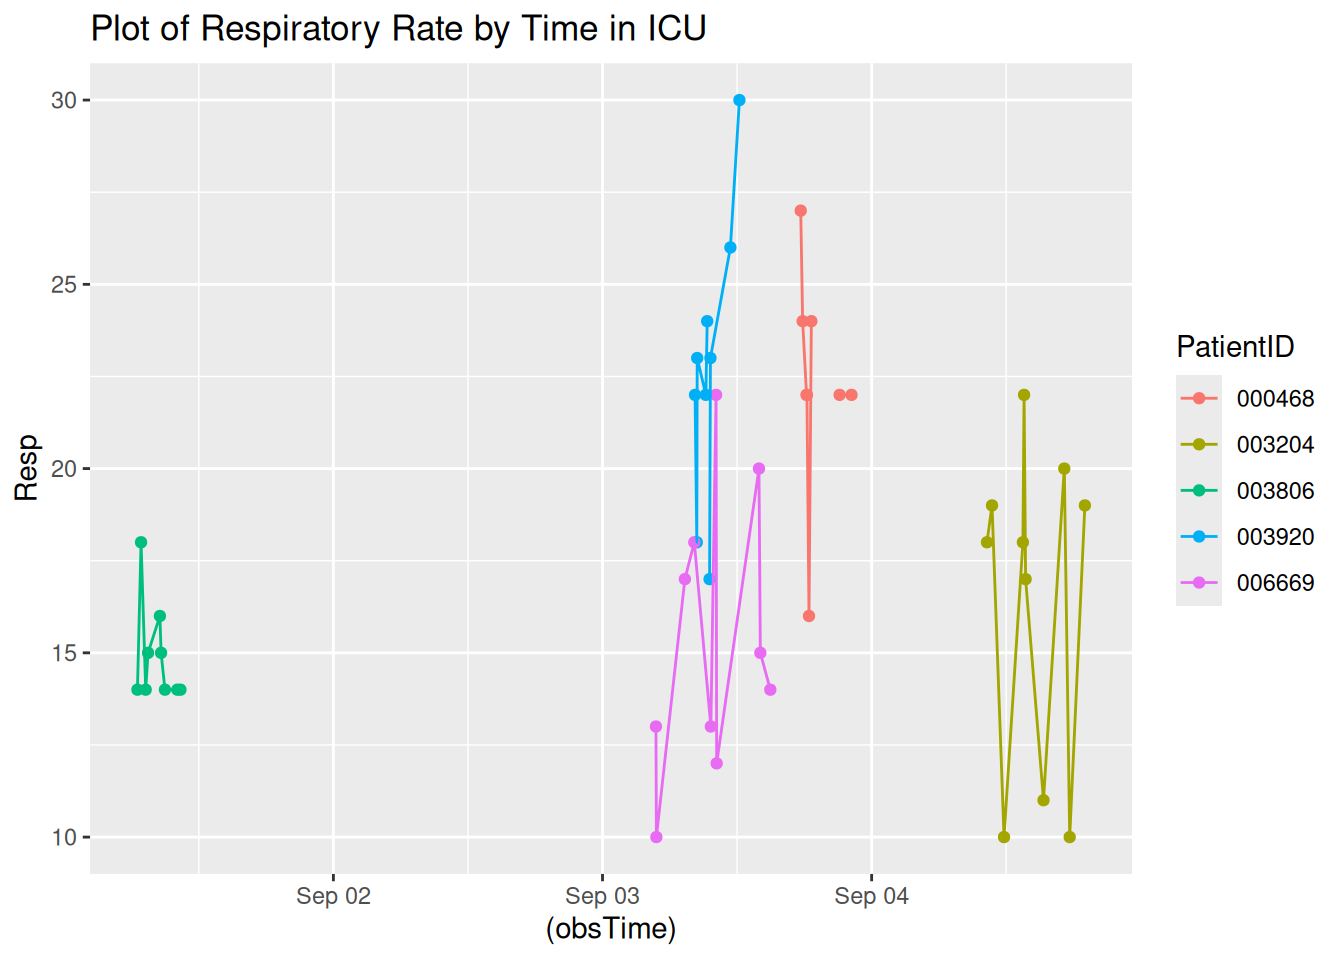 Plot of Respiratory Rate by Time in ICU
30
25
20
15
10
Resp
Sep 02
Sep 03
Sep 04
(obsTime)
PatientID
000468
003204
003806
003920
006669